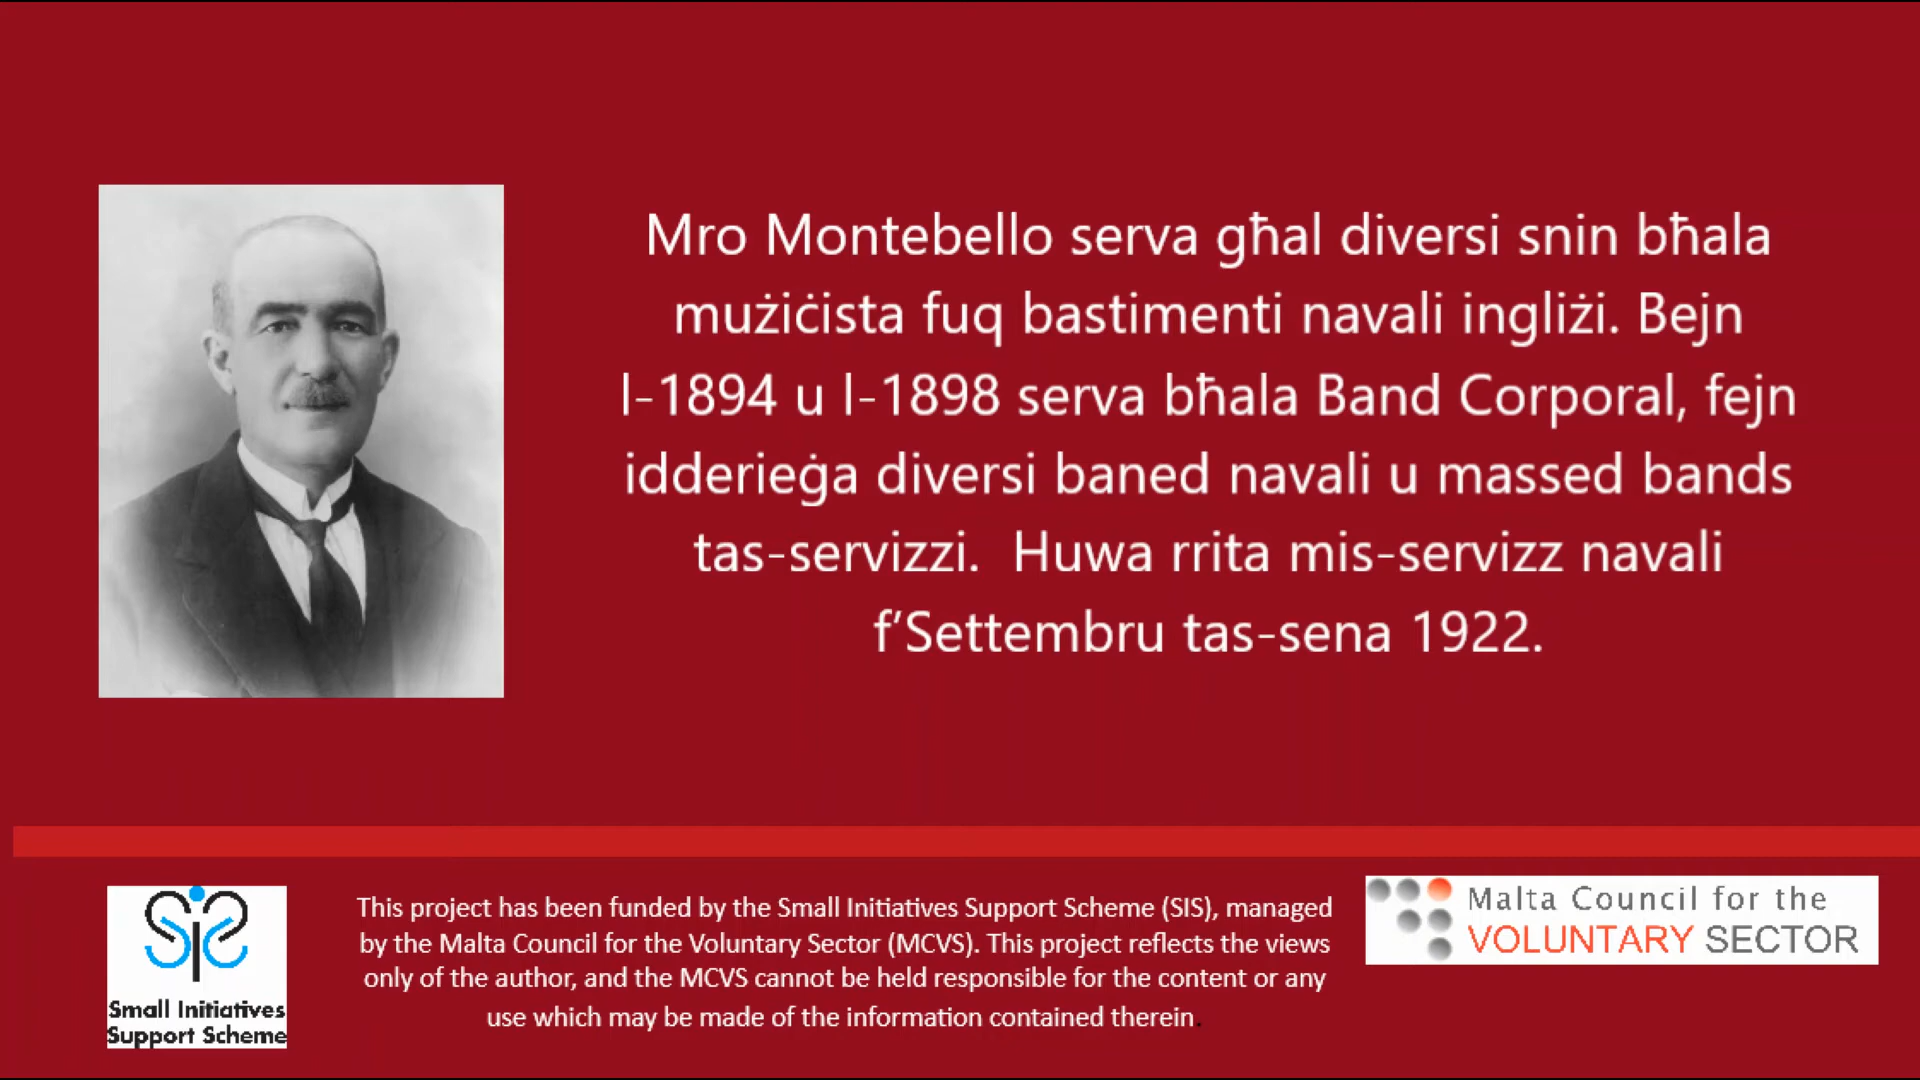 Mro Montebello serva għal diversi snin bħala
mużiċista fuq bastimenti navali ingliżi. Bejn
l-1894 u l-1898 serva bħala Band Corporal, fejn
idderieġa diversi baned navali u massed bands
tas-servizzi.  Huwa rrita mis-servizz navali
f’Settembru tas-sena 1922.
SiS
Small Initiatives
Support Scheme
This project has been funded by the Small Initiatives Support Scheme (SIS), managed
by the Malta Council for the Voluntary Sector (MCVS). This project reflects the views
only of the author, and the MCVS cannot be held responsible for the content or any
use which may be made of the information contained therein.
Malta Council for the
VOLUNTARY SECTOR